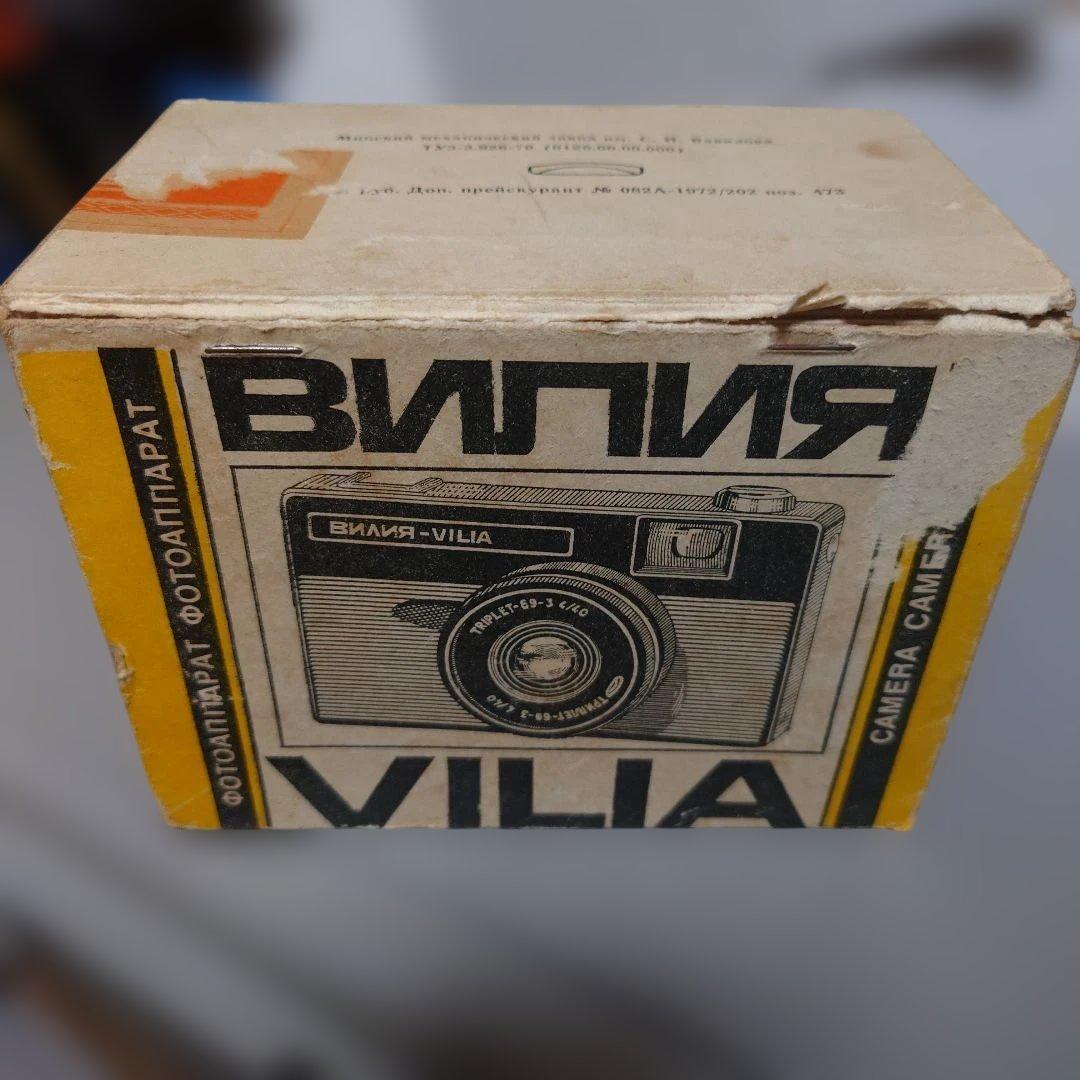 Минский механический завод им. С. И. Вавилова
руб. Доп. прейскурант № 082А-1972/202 поз. 473
ВИЛИЯ
ФОТОАППАРАТ ФОТОАППАРАТ
ВИЛИЯ-VILIA
TRIPLET-69-3 4/40
ТРИПЛЕТ-69-3 4/40
CAMERA CAMERA
VILIA